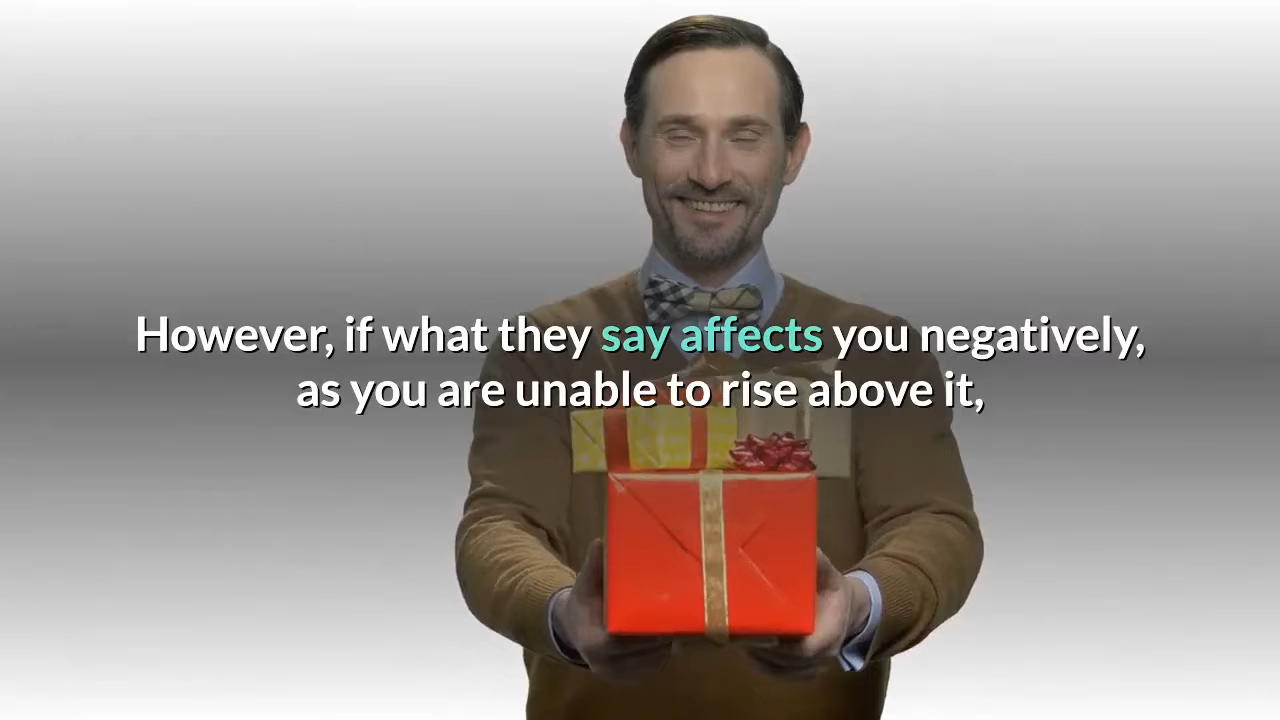 However, if what they say affects you negatively,
as you are unable to rise above it,